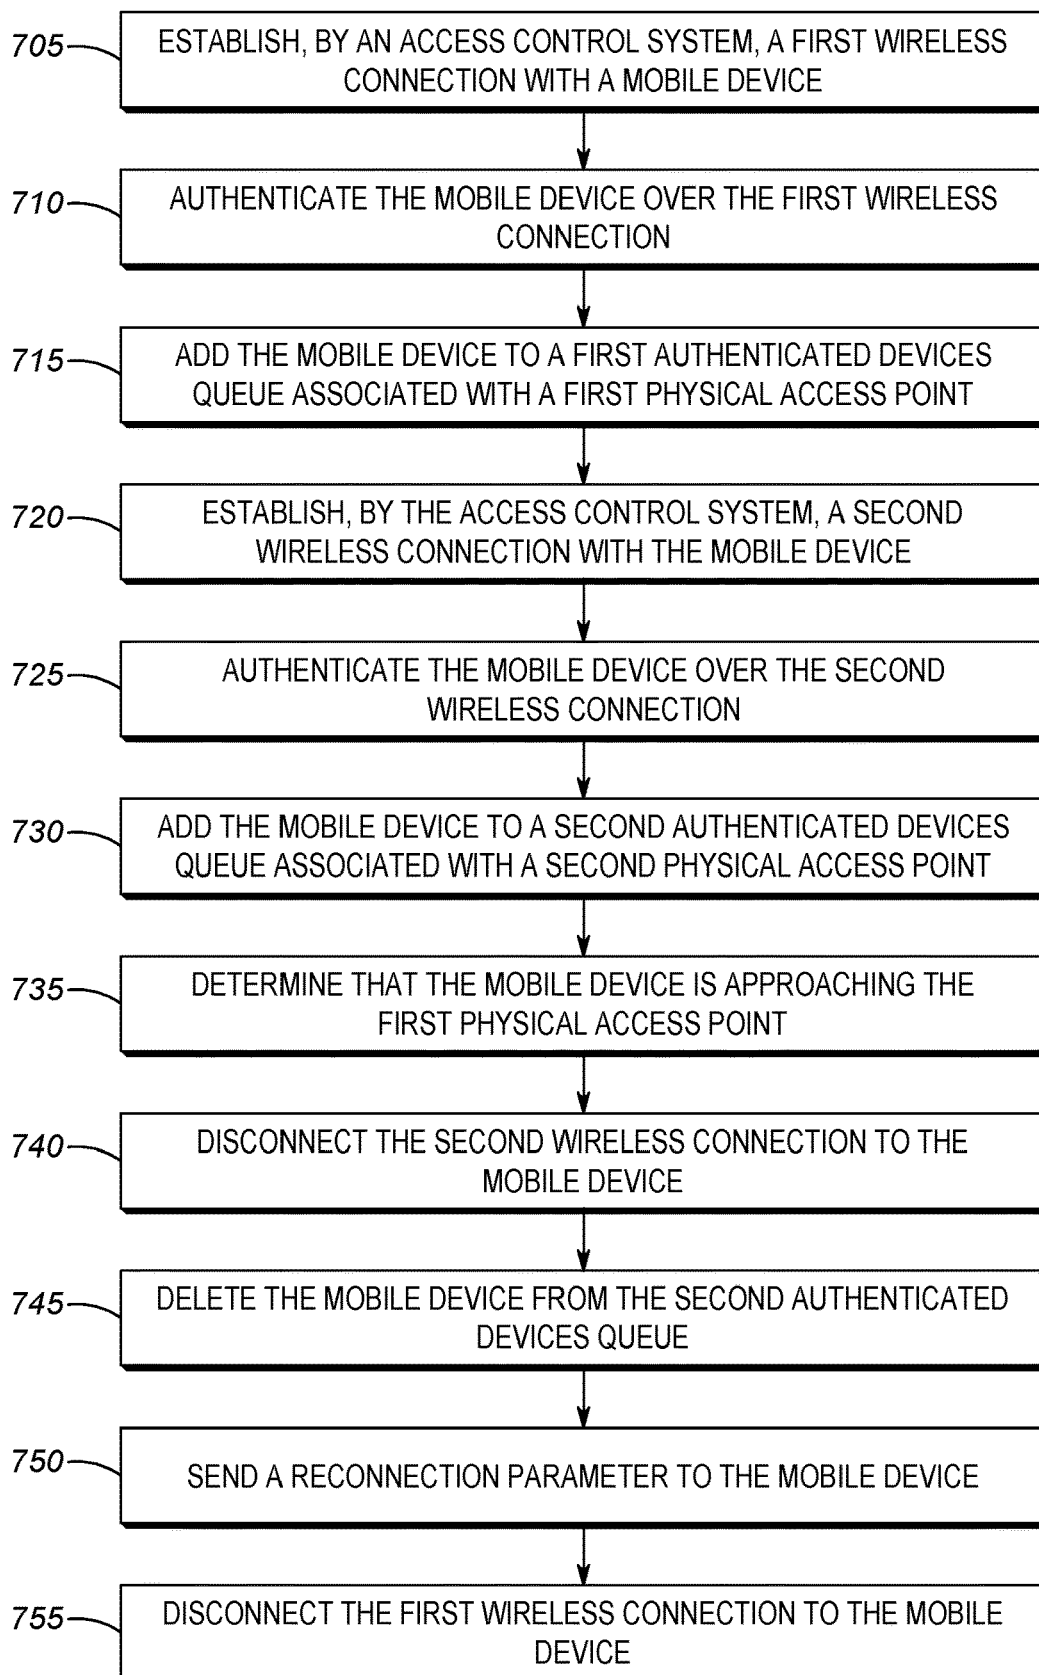 705
ESTABLISH, BY AN ACCESS CONTROL SYSTEM, A FIRST WIRELESS
CONNECTION WITH A MOBILE DEVICE
710
AUTHENTICATE THE MOBILE DEVICE OVER THE FIRST WIRELESS
CONNECTION
715
ADD THE MOBILE DEVICE TO A FIRST AUTHENTICATED DEVICES
QUEUE ASSOCIATED WITH A FIRST PHYSICAL ACCESS POINT
720
ESTABLISH, BY THE ACCESS CONTROL SYSTEM, A SECOND
WIRELESS CONNECTION WITH THE MOBILE DEVICE
725
AUTHENTICATE THE MOBILE DEVICE OVER THE SECOND
WIRELESS CONNECTION
730
ADD THE MOBILE DEVICE TO A SECOND AUTHENTICATED DEVICES
QUEUE ASSOCIATED WITH A SECOND PHYSICAL ACCESS POINT
735
DETERMINE THAT THE MOBILE DEVICE IS APPROACHING THE
FIRST PHYSICAL ACCESS POINT
740
DISCONNECT THE SECOND WIRELESS CONNECTION TO THE
MOBILE DEVICE
745
DELETE THE MOBILE DEVICE FROM THE SECOND AUTHENTICATED
DEVICES QUEUE
750
SEND A RECONNECTION PARAMETER TO THE MOBILE DEVICE
755
DISCONNECT THE FIRST WIRELESS CONNECTION TO THE MOBILE
DEVICE